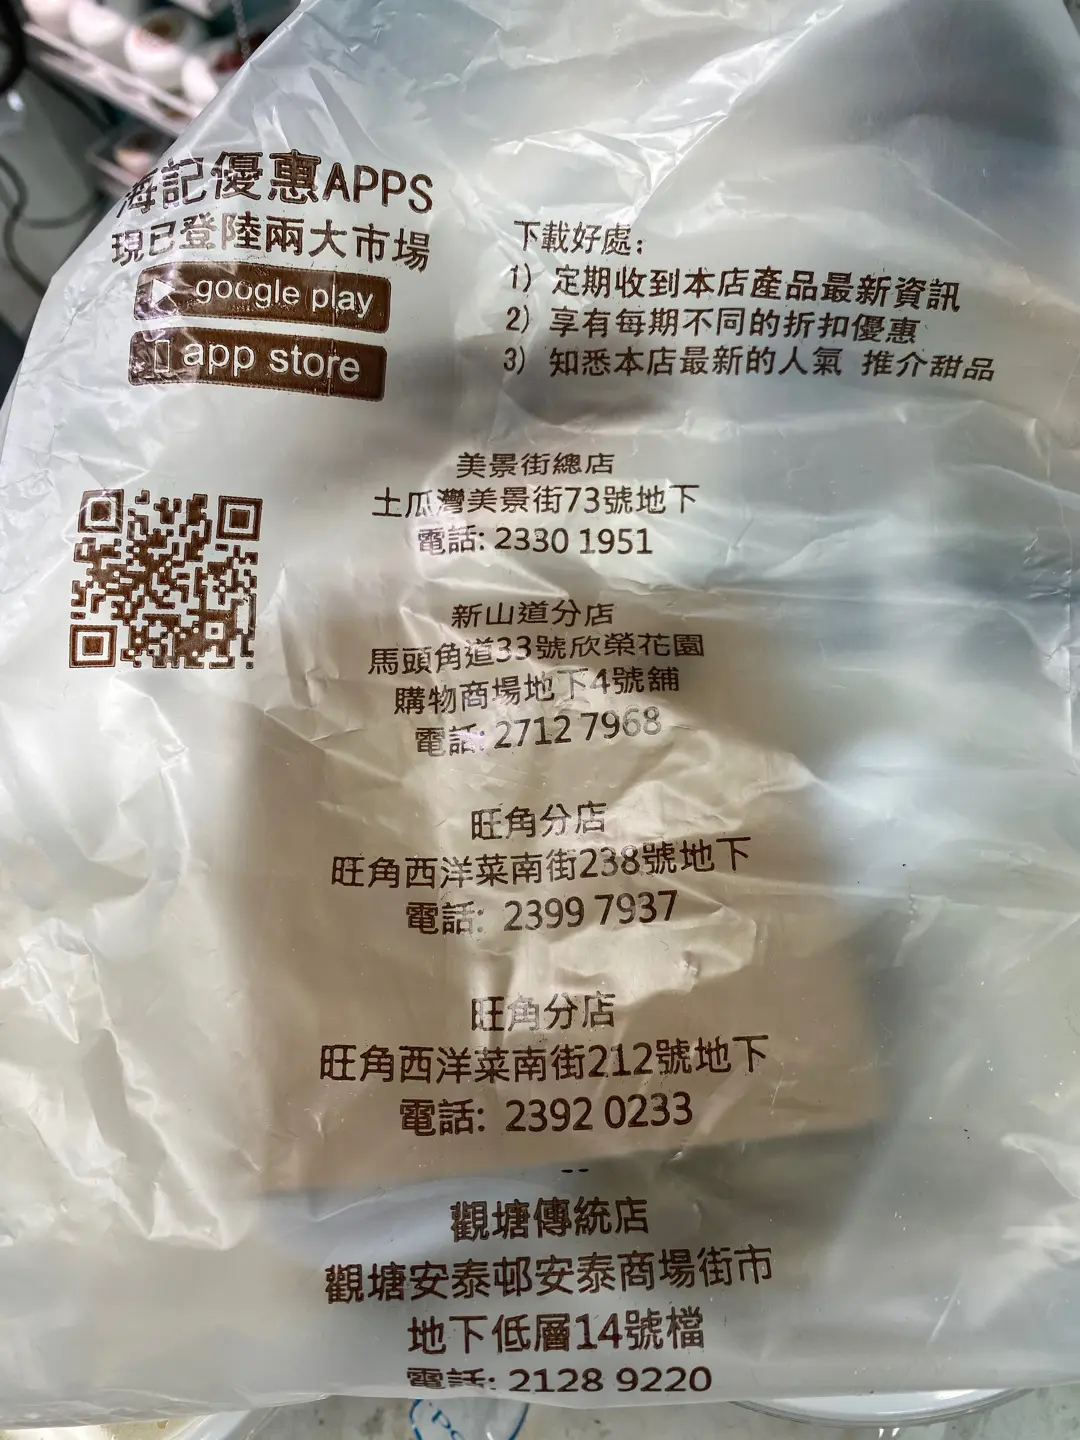 海記優惠APPS
現已登陸兩大市場
google play
app store
下載好處:
1) 定期收到本店產品最新資訊
2) 享有每期不同的折扣優惠
3) 知悉本店最新的人氣 推介甜品
美景街總店
土瓜灣美景街73號地下
電話: 2330 1951
新山道分店
馬頭角道33號欣榮花園
購物商場地下4號舖
電話: 2712 7968
旺角分店
旺角西洋菜南街238號地下
電話: 2399 7937
旺角分店
旺角西洋菜南街212號地下
電話: 2392 0233
--
觀塘傳統店
觀塘安泰邨安泰商場街市
地下低層14號檔
電話: 2128 9220